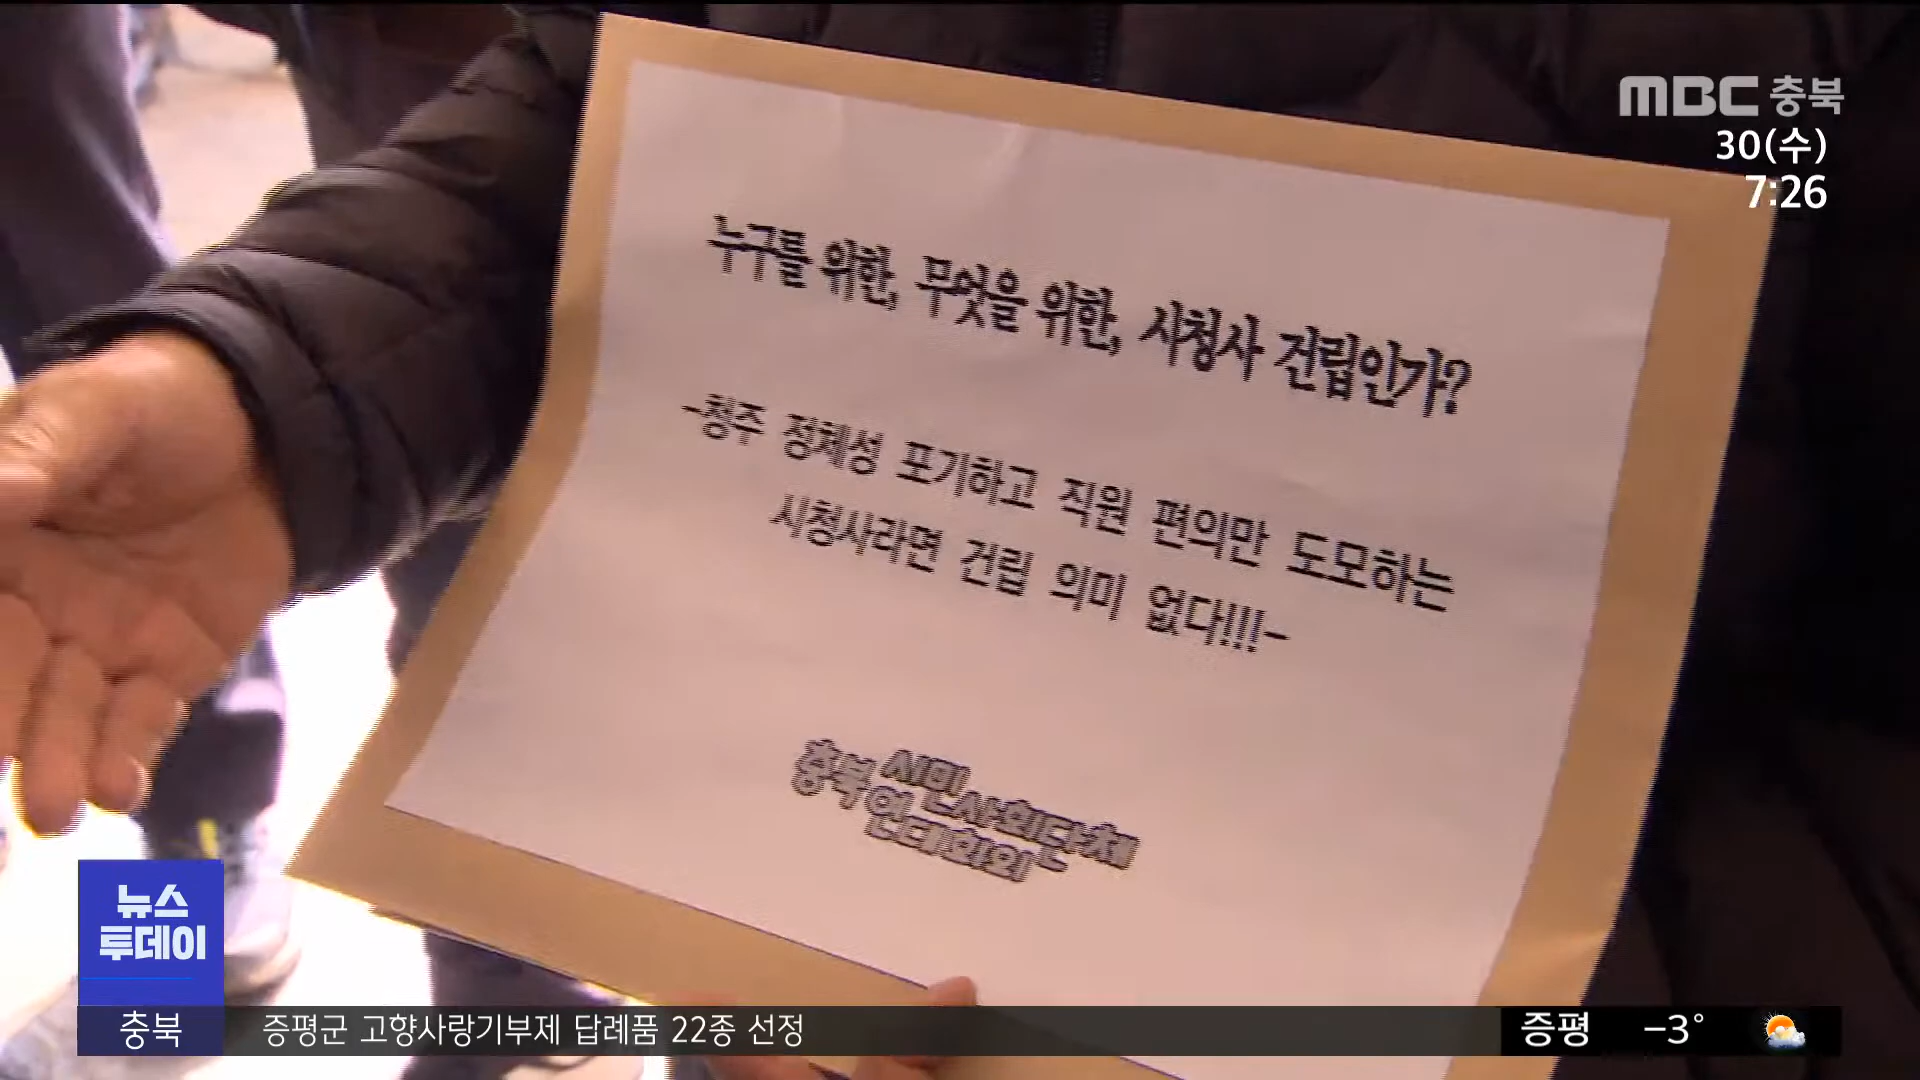 MBC 충북
30(수)
7:26
누구를 위한, 무엇을 위한, 시청사 건립인가?
-청주 정체성 포기하고 직원 편의만 도모하는
시청사라면 건립 의미 없다!!!-
충북 시민사회단체
연대회의
뉴스
투데이
충북 증평군 고향사랑기부제 답례품 22종 선정 증평 -3°